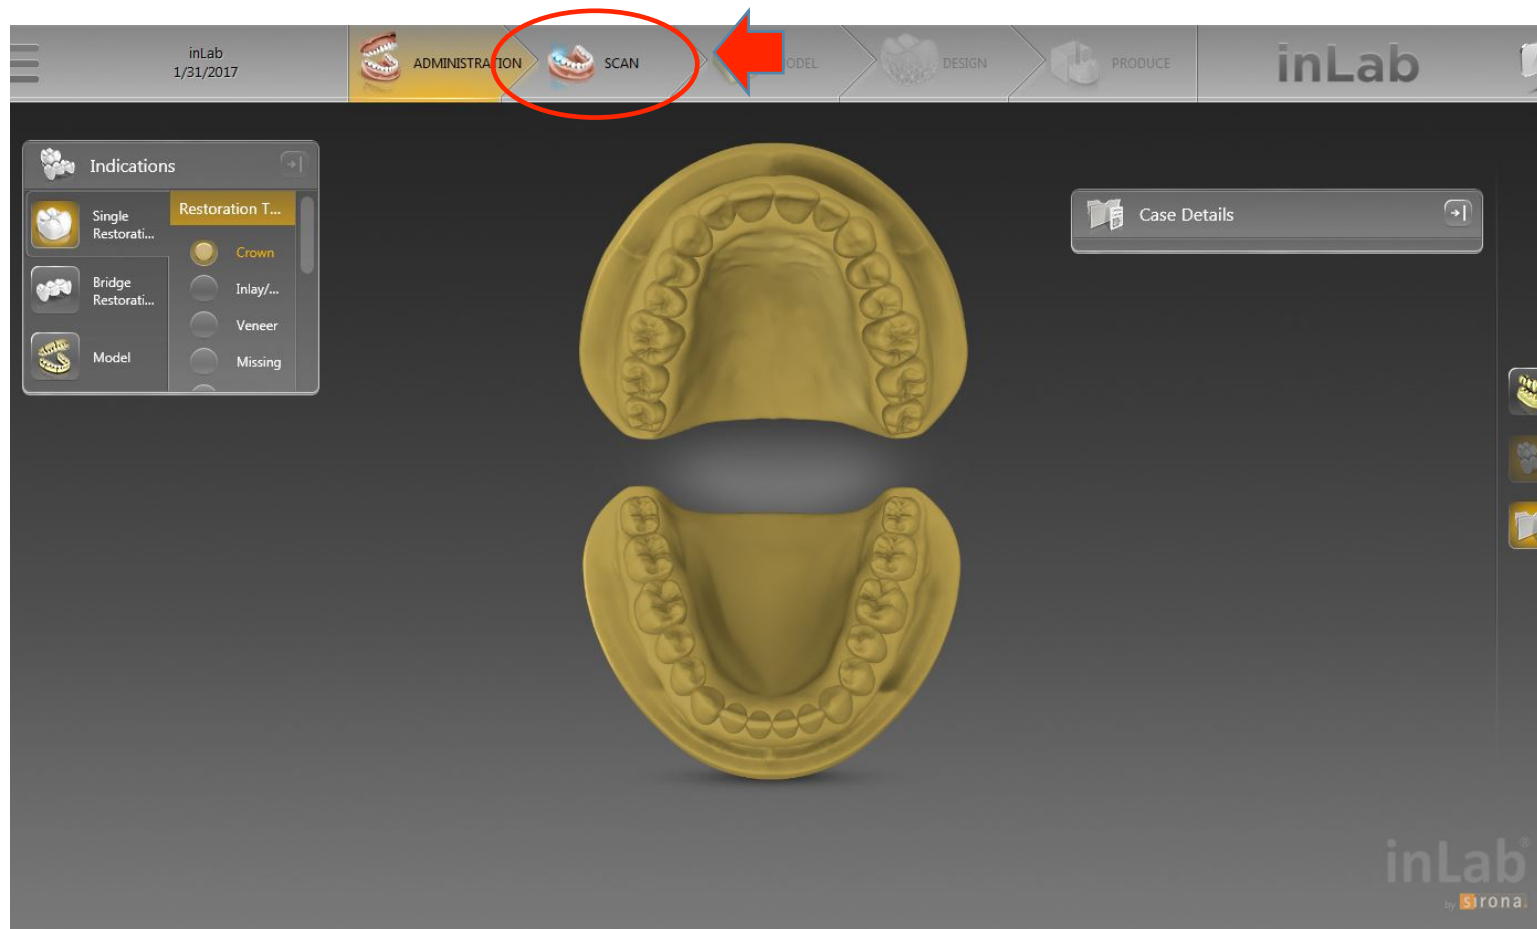 inLab
1/31/2017
ADMINISTRATION
SCAN
ODEL
DESIGN
PRODUCE
inLab
Indications
Single
Restorati...
Bridge
Restorati...
Model
Restoration T...
Crown
Inlay/...
Veneer
Missing
Case Details
inLab®
by sirona.